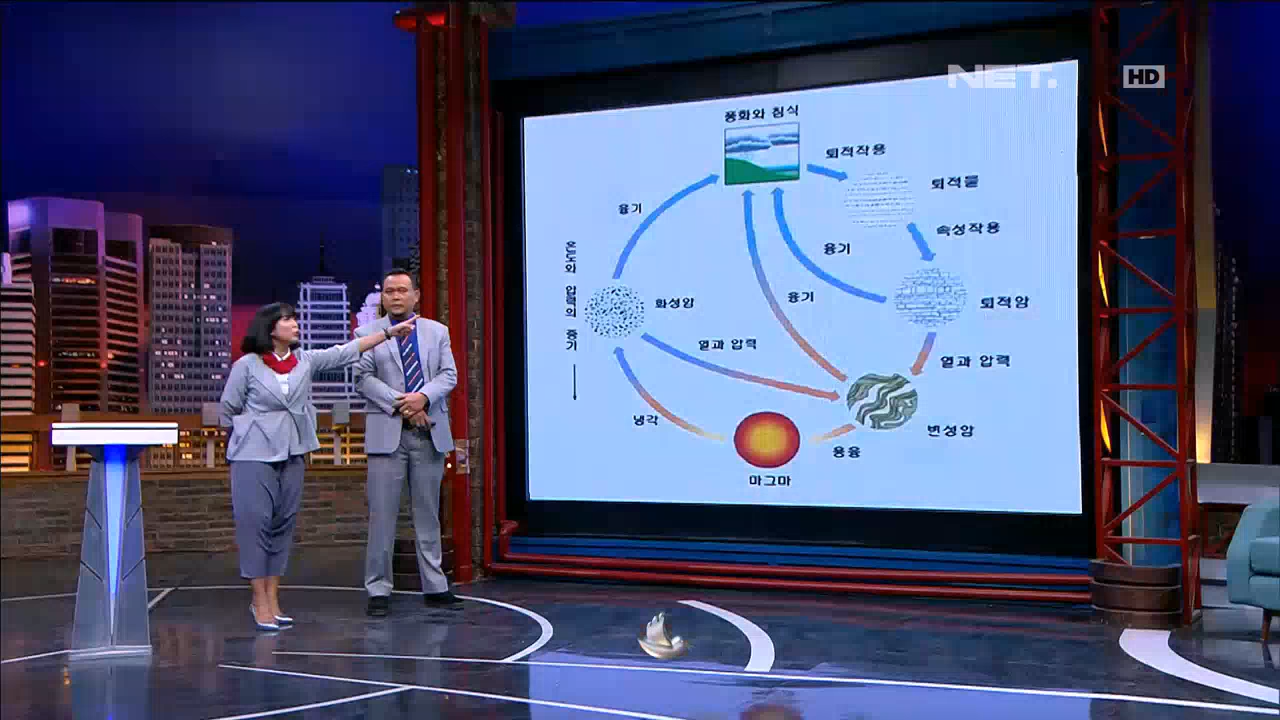 NET.
HD
풍화와 침식
퇴적작용
퇴적물
융기
속성작용
온도와 압력의 증가
융기
융기
화성암
퇴적암
열과 압력
열과 압력
냉각
변성암
용융
마그마